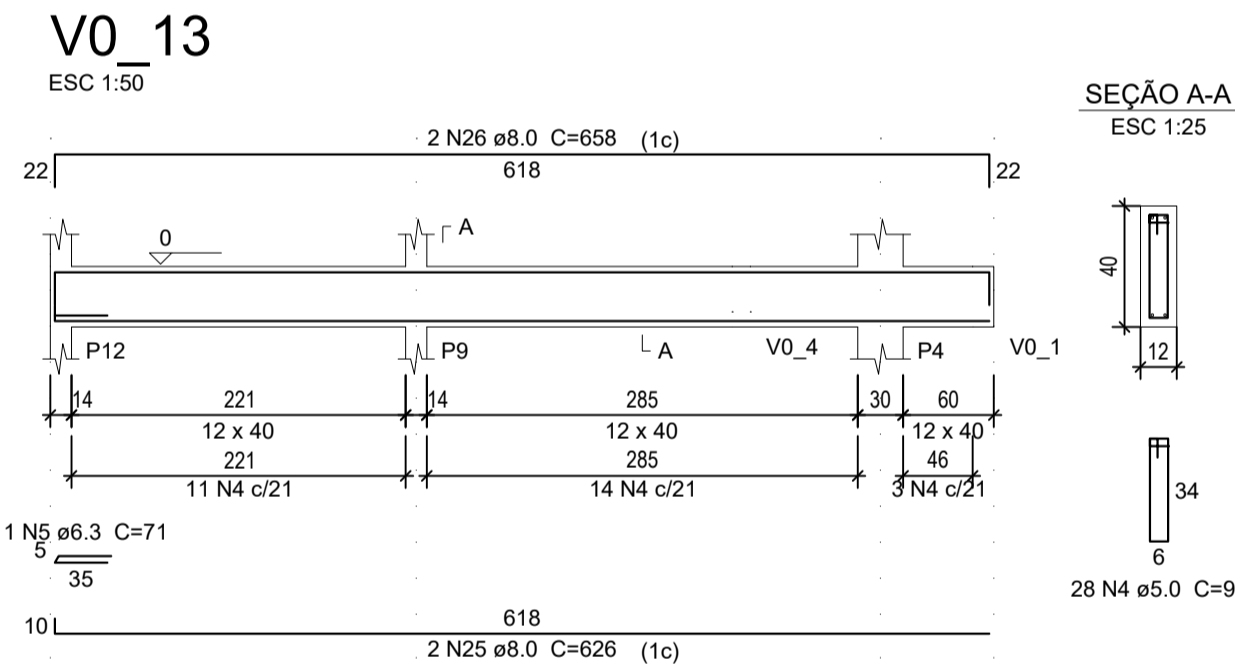 V0_13
ESC 1:50
SEÇÃO A-A
ESC 1:25
2 N26 ø8.0 C=658 (1c)
22 618 22
A
0
40
P12 P9 A V0_4 P4 V0_1
12
14 221 14 285 30 60
12 x 40 12 x 40 12 x 40
221 285 46
11 N4 c/21 14 N4 c/21 3 N4 c/21
34
6
28 N4 ø5.0 C=9
1 N5 ø6.3 C=71
5
35
10 618
2 N25 ø8.0 C=626 (1c)